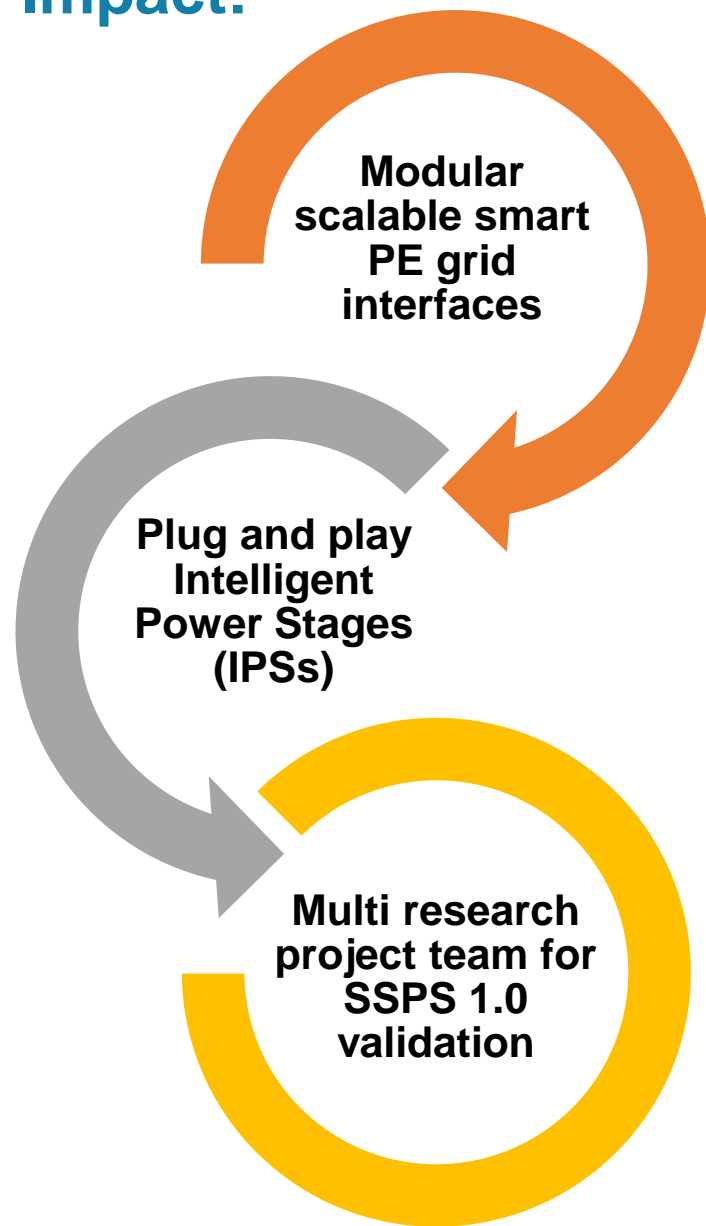 Impact:
Modular
scalable smart
PE grid
interfaces
Plug and play
Intelligent
Power Stages
(IPSs)
Multi research
project team for
SSPS 1.0
validation